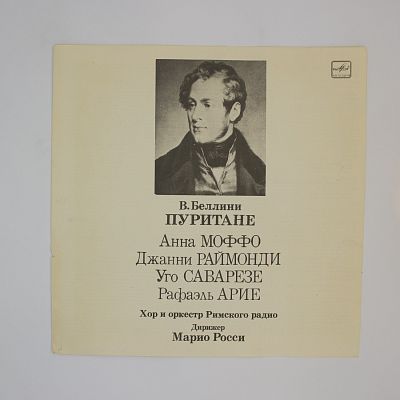 В. Беллини
ПУРИТАНЕ
Анна МОФФО
Джанни РАЙМОНДИ
Уго САВАРЕЗЕ
Рафаэль АРИЕ
Хор и оркестр Римского радио
Дирижер
Марио Росси